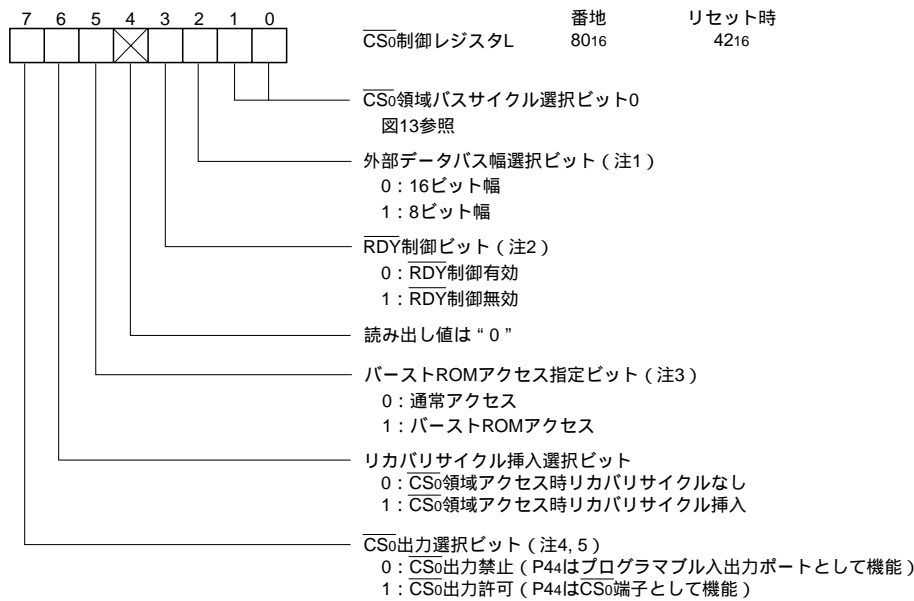 7 6 5 4 3 2 1 0
番地 リセット時
CS0制御レジスタL 8016 4216
CS0領域バスサイクル選択ビット0
図13参照
外部データバス幅選択ビット（注1）
0：16ビット幅
1：8ビット幅
RDY制御ビット（注2）
0：RDY制御有効
1：RDY制御無効
読み出し値は“0”
バーストROMアクセス指定ビット（注3）
0：通常アクセス
1：バーストROMアクセス
リカバリサイクル挿入選択ビット
0：CS0領域アクセス時リカバリサイクルなし
1：CS0領域アクセス時リカバリサイクル挿入
CS0出力選択ビット（注4, 5）
0：CS0出力禁止（P44はプログラマブル入出力ポートとして機能）
1：CS0出力許可（P44はCS0端子として機能）